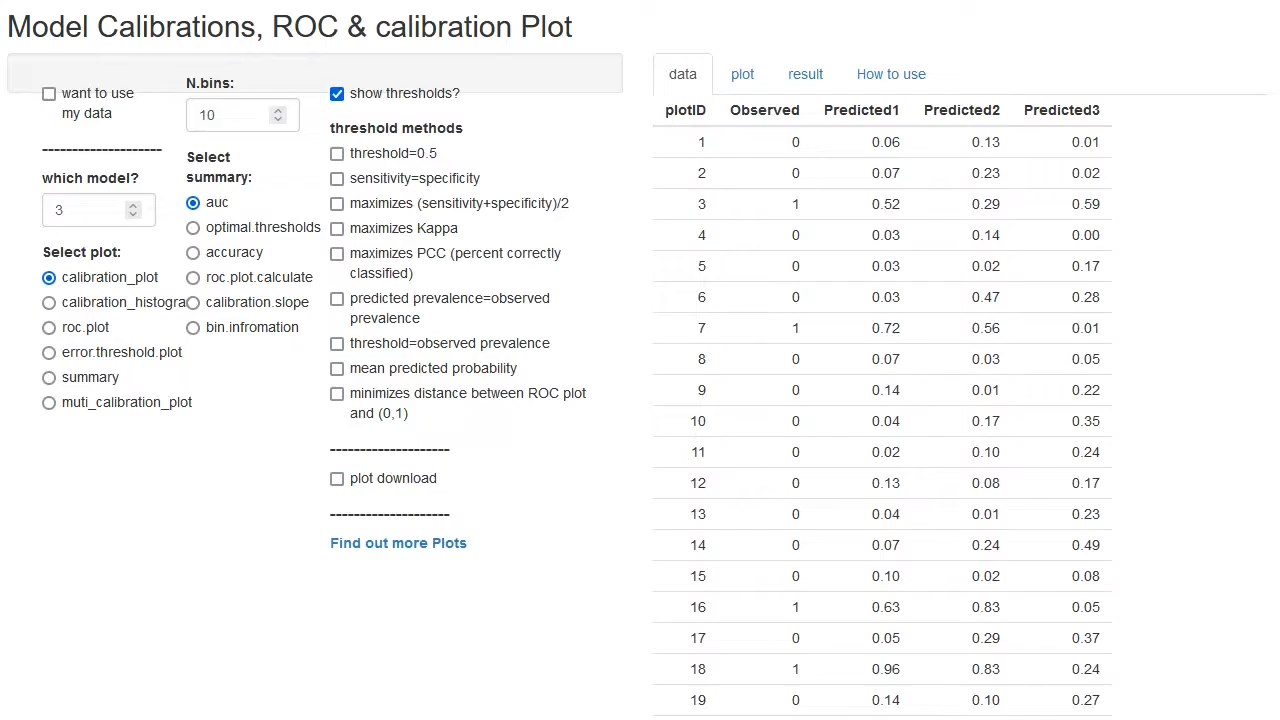 Model Calibrations, ROC & calibration Plot
want to use
my data
--------------------
which model?
3
Select plot:
calibration_plot
calibration_histogra
roc.plot
error.threshold.plot
summary
muti_calibration_plot
N.bins:
10
Select
summary:
auc
optimal.thresholds
accuracy
roc.plot.calculate
calibration.slope
bin.infromation
show thresholds?
threshold methods
threshold=0.5
sensitivity=specificity
maximizes (sensitivity+specificity)/2
maximizes Kappa
maximizes PCC (percent correctly
classified)
predicted prevalence=observed
prevalence
threshold=observed prevalence
mean predicted probability
minimizes distance between ROC plot
and (0,1)
--------------------
plot download
--------------------
Find out more Plots
data plot result How to use
plotID Observed Predicted1 Predicted2 Predicted3
1 0 0.06 0.13 0.01
2 0 0.07 0.23 0.02
3 1 0.52 0.29 0.59
4 0 0.03 0.14 0.00
5 0 0.03 0.02 0.17
6 0 0.03 0.47 0.28
7 1 0.72 0.56 0.01
8 0 0.07 0.03 0.05
9 0 0.14 0.01 0.22
10 0 0.04 0.17 0.35
11 0 0.02 0.10 0.24
12 0 0.13 0.08 0.17
13 0 0.04 0.01 0.23
14 0 0.07 0.24 0.49
15 0 0.10 0.02 0.08
16 1 0.63 0.83 0.05
17 0 0.05 0.29 0.37
18 1 0.96 0.83 0.24
19 0 0.14 0.10 0.27